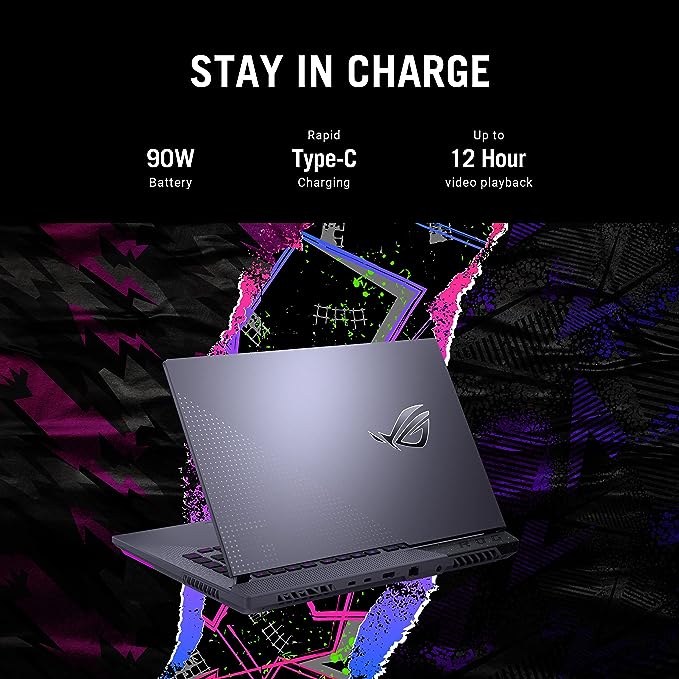 STAY IN CHARGE
90W
Battery
Rapid
Type-C
Charging
Up to
12 Hour
video playback